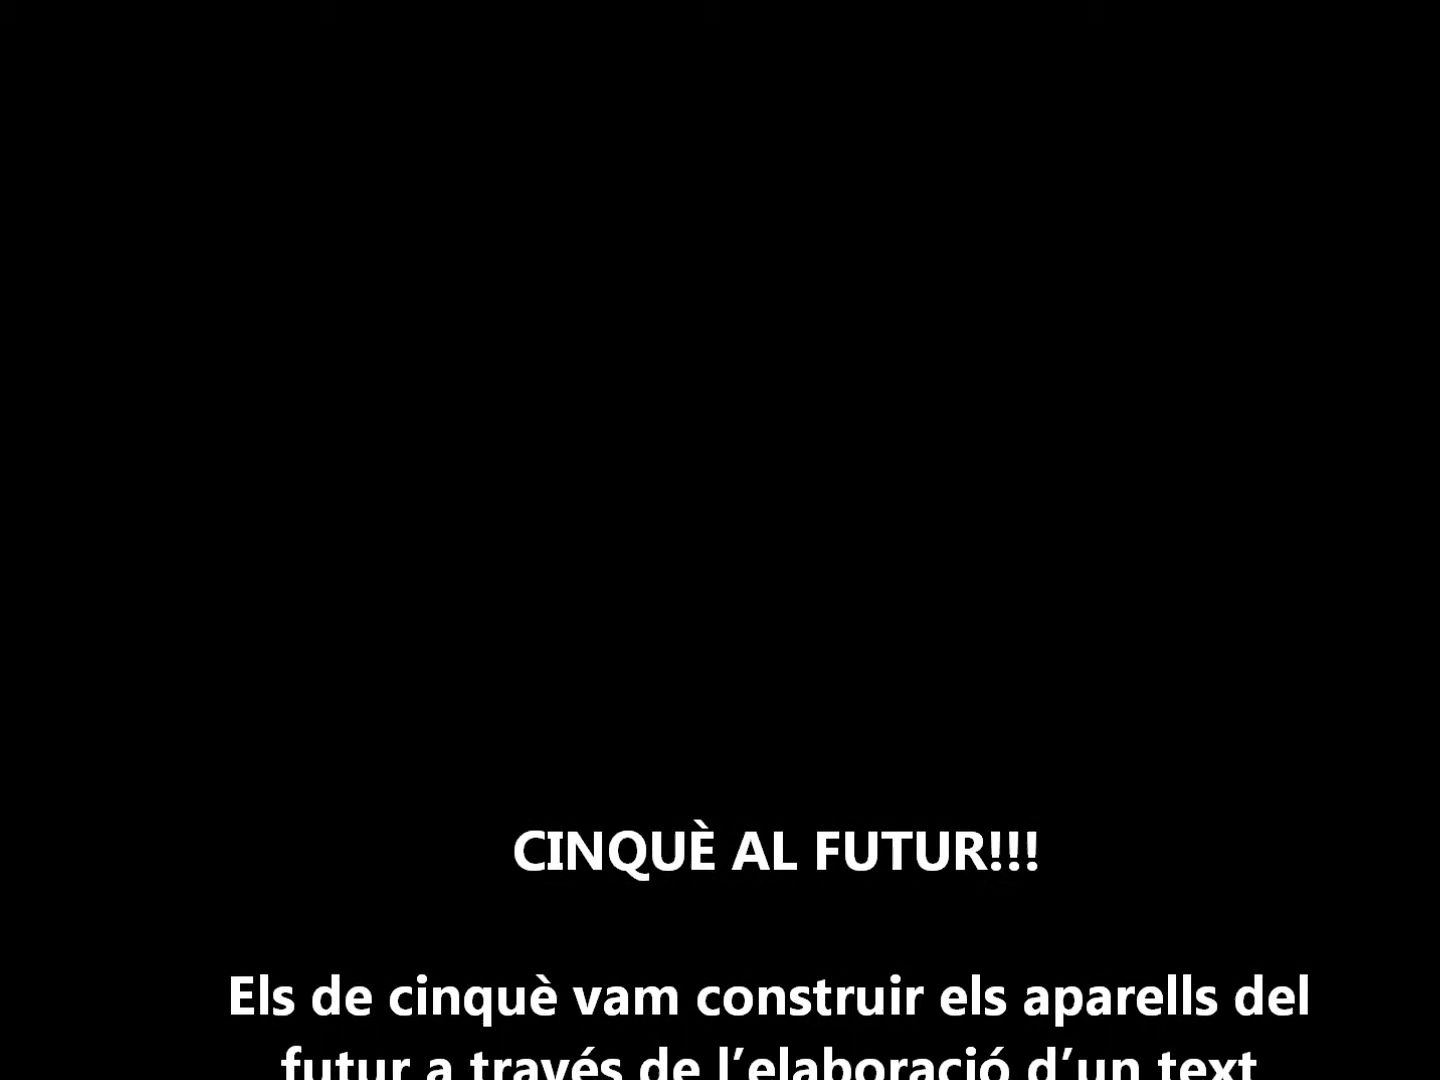 CINQUÈ AL FUTUR!!!
Els de cinquè vam construir els aparells del
futur a través de l’elaboració d’un text